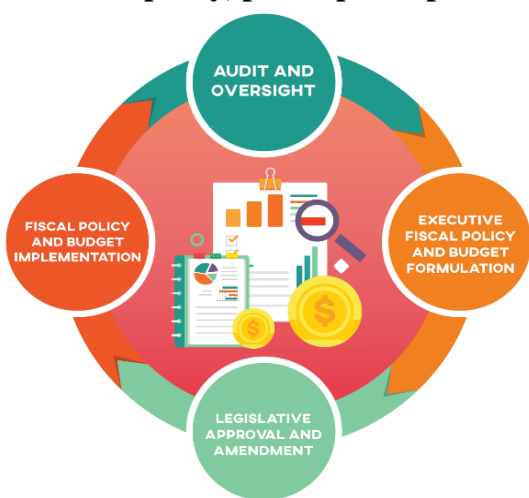 AUDIT AND
OVERSIGHT
EXECUTIVE
FISCAL POLICY
AND BUDGET
FORMULATION
LEGISLATIVE
APPROVAL AND
AMENDMENT
FISCAL POLICY
AND BUDGET
IMPLEMENTATION